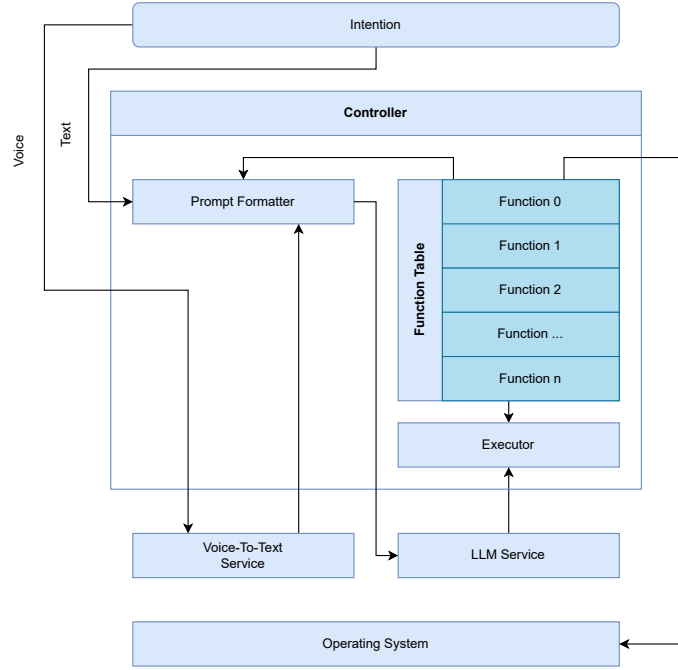 Intention
Voice
Text
Controller
Prompt Formatter
Function Table
Function 0
Function 1
Function 2
Function ...
Function n
Executor
Voice-To-Text
Service
LLM Service
Operating System